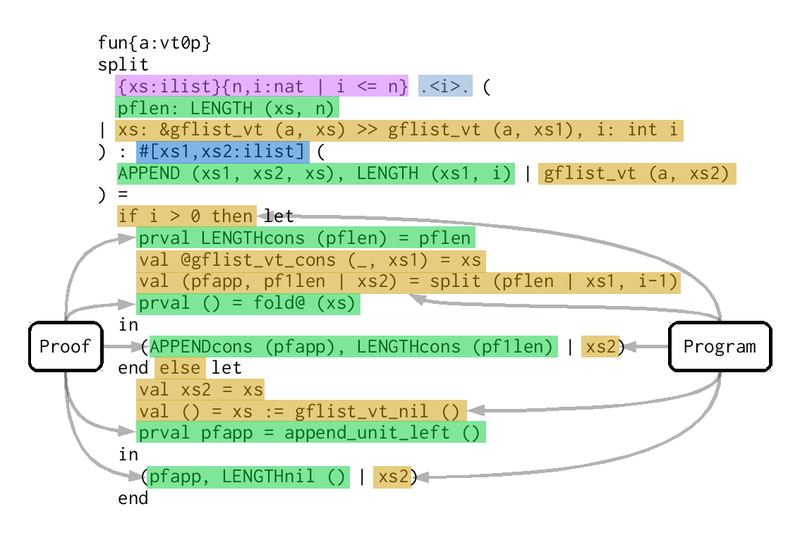 fun{a:vt0p}
split
{xs:ilist}{n,i:nat | i <= n} .<i>. (
pflen: LENGTH (xs, n)
| xs: &gflist_vt (a, xs) >> gflist_vt (a, xs1), i: int i
) : #[xs1,xs2:ilist] (
APPEND (xs1, xs2, xs), LENGTH (xs1, i) | gflist_vt (a, xs2)
) =
if i > 0 then let
prval LENGTHcons (pflen) = pflen
val @gflist_vt_cons (_, xs1) = xs
val (pfapp, pf1len | xs2) = split (pflen | xs1, i-1)
prval () = fold@ (xs)
in
Proof (APPENDcons (pfapp), LENGTHcons (pf1len) | xs2) Program
end else let
val xs2 = xs
val () = xs := gflist_vt_nil ()
prval pfapp = append_unit_left ()
in
(pfapp, LENGTHnil () | xs2)
end